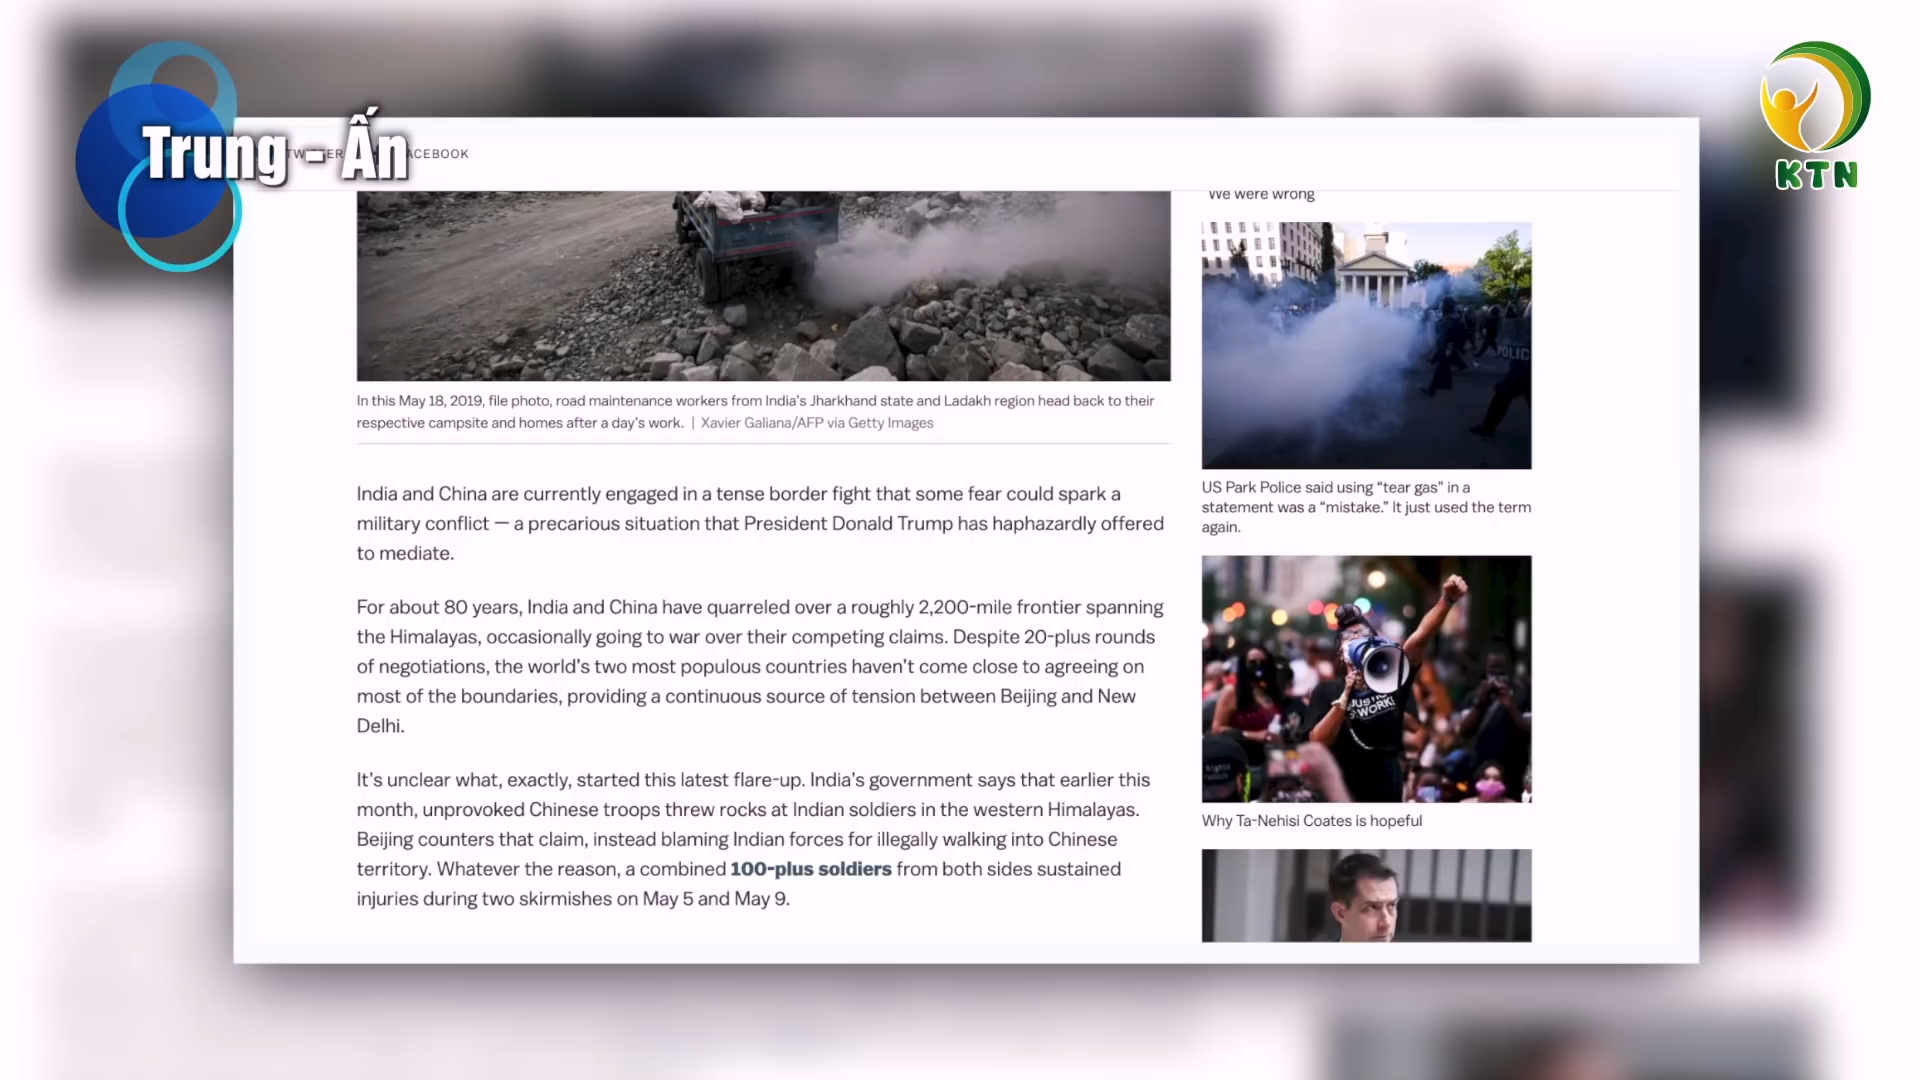 Trung - Ấn
FACEBOOK
KTN
We were wrong
In this May 18, 2019, file photo, road maintenance workers from India's Jharkhand state and Ladakh region head back to their
respective campsite and homes after a day's work. | Xavier Galiana/AFP via Getty Images
India and China are currently engaged in a tense border fight that some fear could spark a
military conflict — a precarious situation that President Donald Trump has haphazardly offered
to mediate.
For about 80 years, India and China have quarreled over a roughly 2,200-mile frontier spanning
the Himalayas, occasionally going to war over their competing claims. Despite 20-plus rounds
of negotiations, the world's two most populous countries haven't come close to agreeing on
most of the boundaries, providing a continuous source of tension between Beijing and New
Delhi.
It's unclear what, exactly, started this latest flare-up. India's government says that earlier this
month, unprovoked Chinese troops threw rocks at Indian soldiers in the western Himalayas.
Beijing counters that claim, instead blaming Indian forces for illegally walking into Chinese
territory. Whatever the reason, a combined 100-plus soldiers from both sides sustained
injuries during two skirmishes on May 5 and May 9.
POLIC
US Park Police said using “tear gas” in a
statement was a “mistake.” It just used the term
again.
WORK!
Why Ta-Nehisi Coates is hopeful